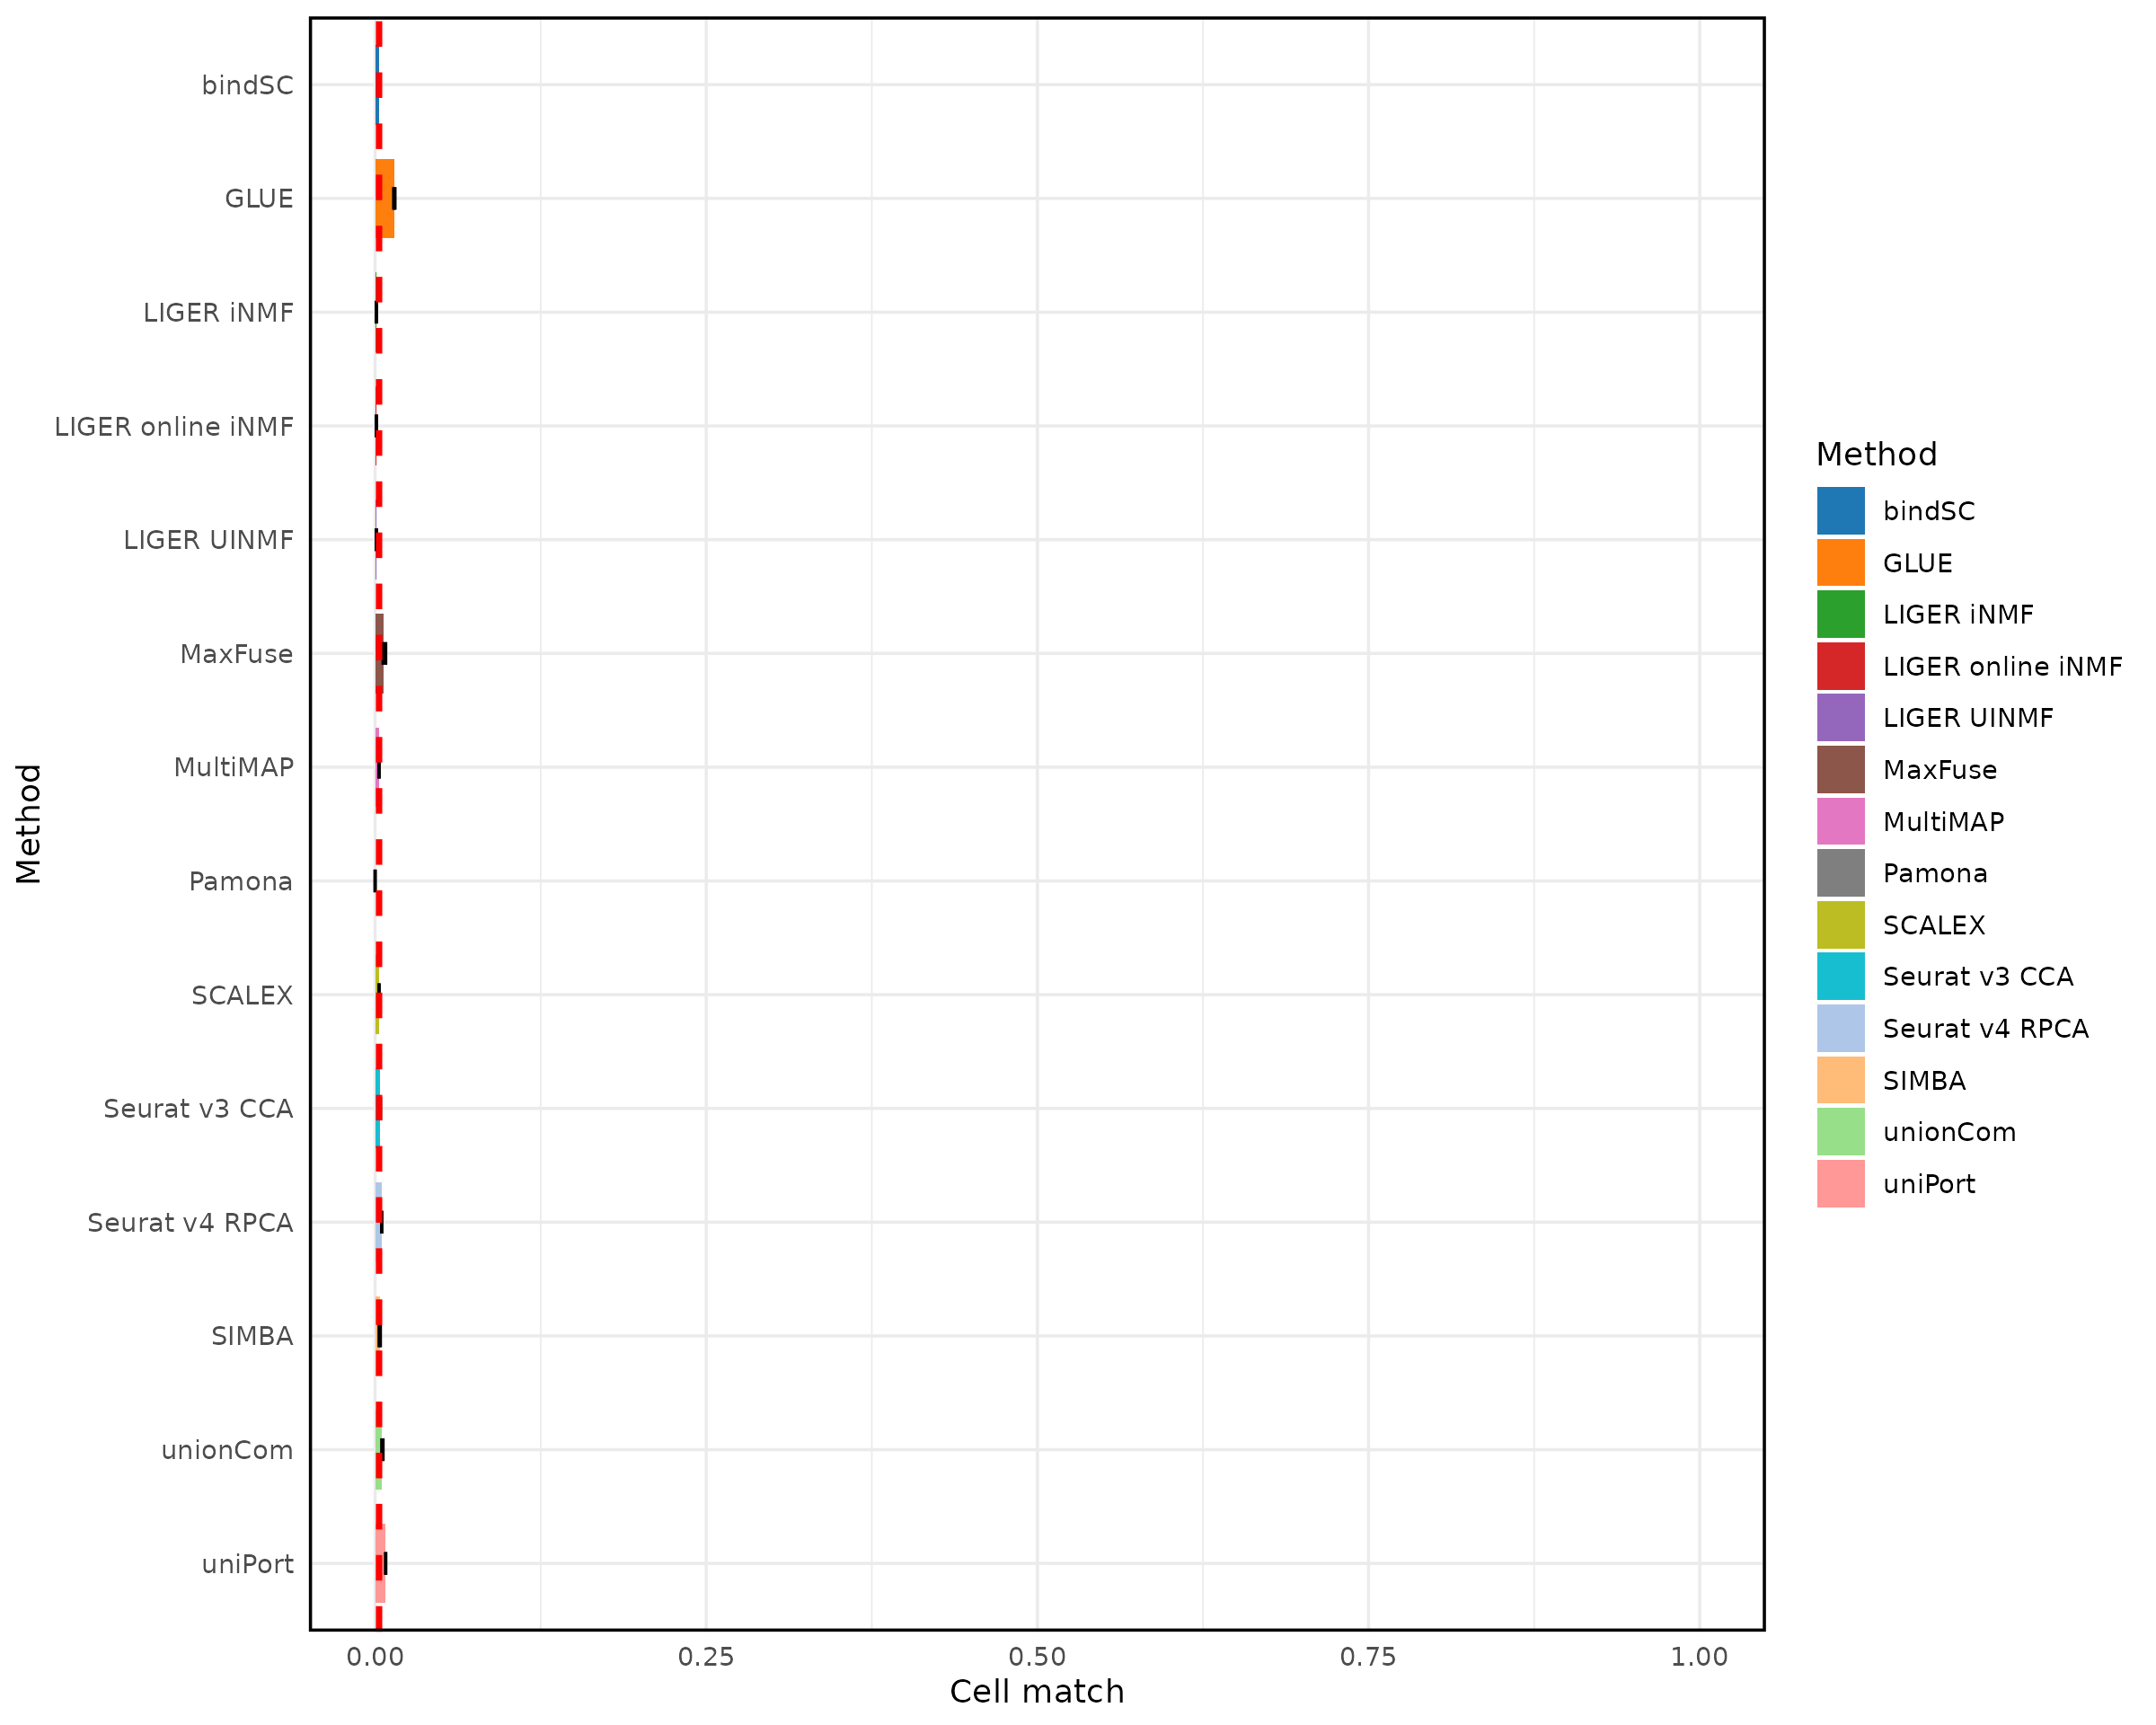 bindSC
GLUE
LIGER iNMF
LIGER online iNMF
LIGER UINMF
MaxFuse
MultiMAP
Pamona
SCALEX
Seurat v3 CCA
Seurat v4 RPCA
SIMBA
unionCom
uniPort
Method
0.00
0.25
0.50
0.75
1.00
Cell match
Method
bindSC
GLUE
LIGER iNMF
LIGER online iNMF
LIGER UINMF
MaxFuse
MultiMAP
Pamona
SCALEX
Seurat v3 CCA
Seurat v4 RPCA
SIMBA
unionCom
uniPort